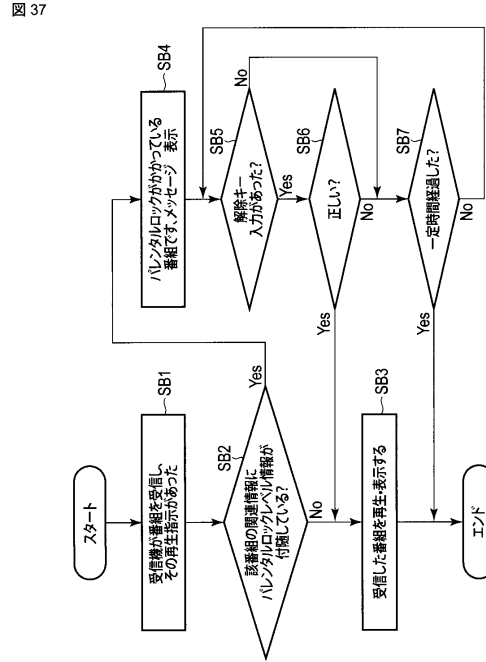 図 37
スタート
SB1
受信機が番組を受信し、
その再生指示があった
SB2
該番組の関連情報に
パレンタルロックレベル情報が
付随している?
Yes
No
SB3
受信した番組を再生・表示する
エンド
SB4
パレンタルロックがかかっている
番組です、メッセージ 表示
SB5
解除キー
入力があった?
No
Yes
SB6
正しい?
Yes
No
SB7
一定時間経過した?
Yes
No